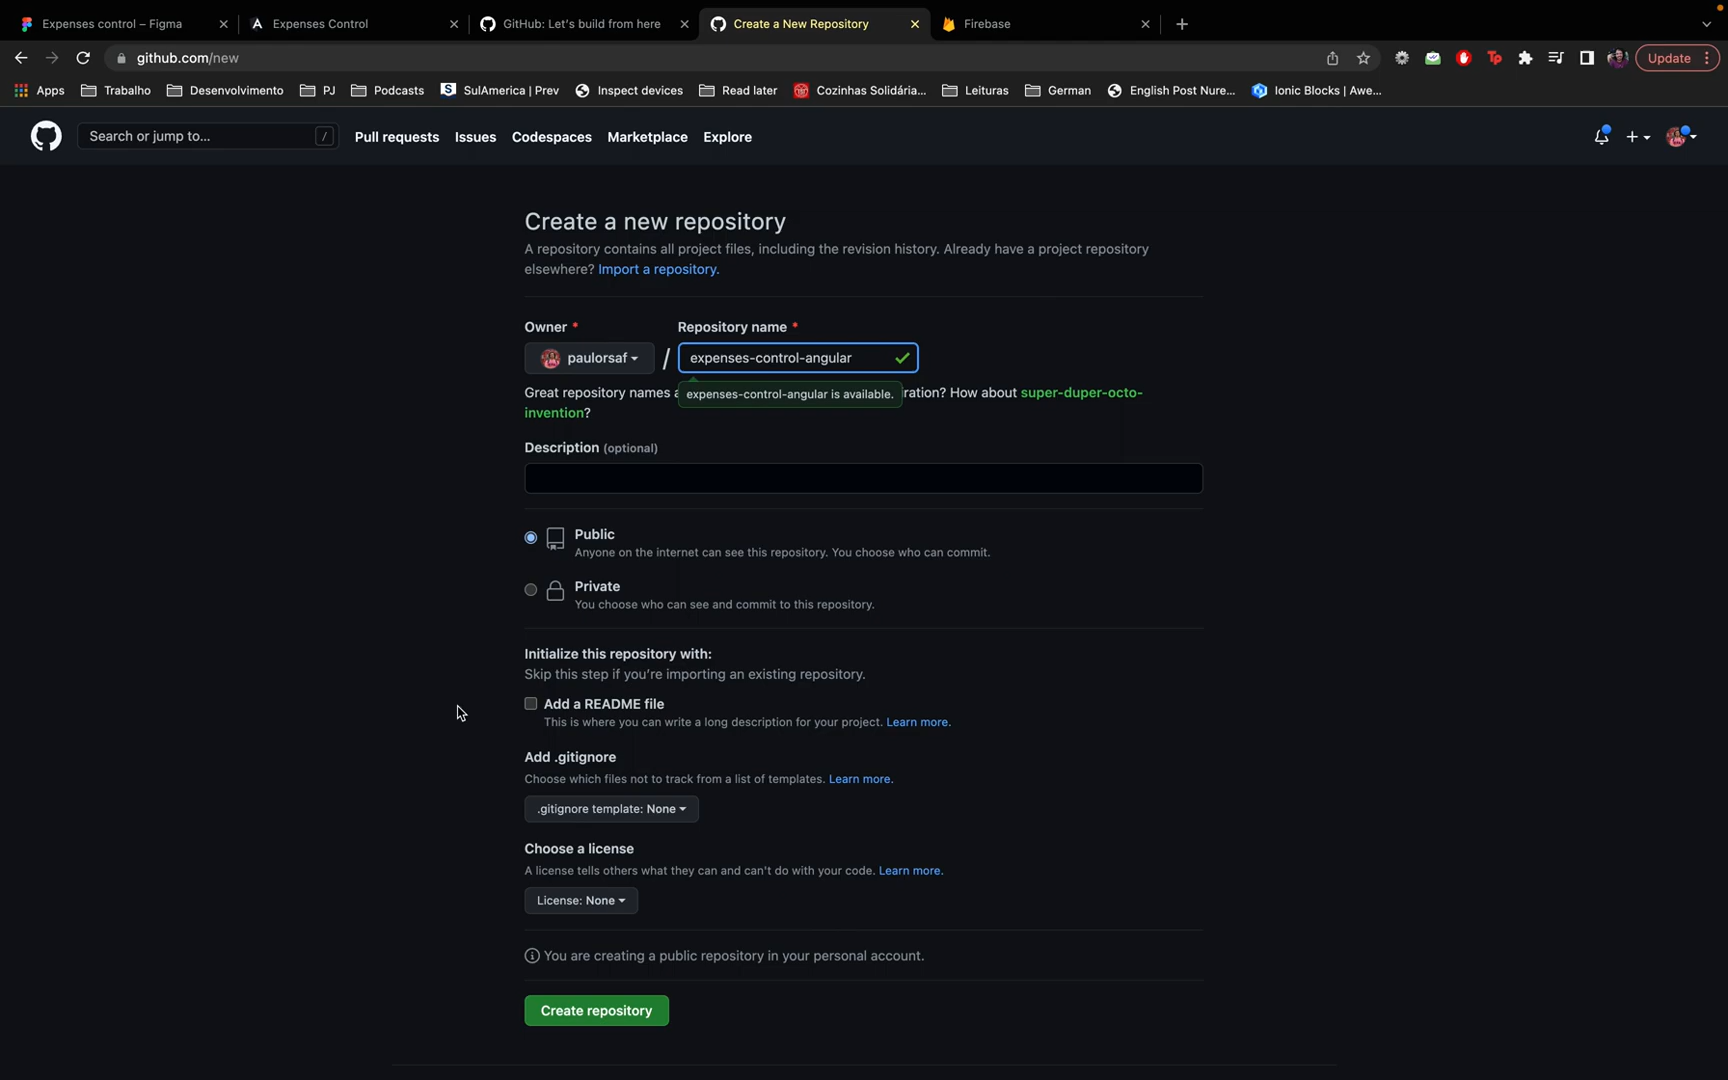 Expenses control – Figma
Expenses Control
GitHub: Let's build from here
Create a New Repository
Firebase
github.com/new
Update
Apps
Trabalho
Desenvolvimento
PJ
Podcasts
SulAmerica | Prev
Inspect devices
Read later
Cozinhas Solidária...
Leituras
German
English Post Nure...
Ionic Blocks | Awe...
Search or jump to...
/
Pull requests
Issues
Codespaces
Marketplace
Explore
Create a new repository
A repository contains all project files, including the revision history. Already have a project repository
elsewhere? Import a repository.
Owner *
Repository name *
paulorsaf
/
expenses-control-angular
Great repository names a
expenses-control-angular is available.
ration? How about super-duper-octo-
invention?
Description (optional)
Public
Anyone on the internet can see this repository. You choose who can commit.
Private
You choose who can see and commit to this repository.
Initialize this repository with:
Skip this step if you're importing an existing repository.
Add a README file
This is where you can write a long description for your project. Learn more.
Add .gitignore
Choose which files not to track from a list of templates. Learn more.
.gitignore template: None
Choose a license
A license tells others what they can and can't do with your code. Learn more.
License: None
You are creating a public repository in your personal account.
Create repository